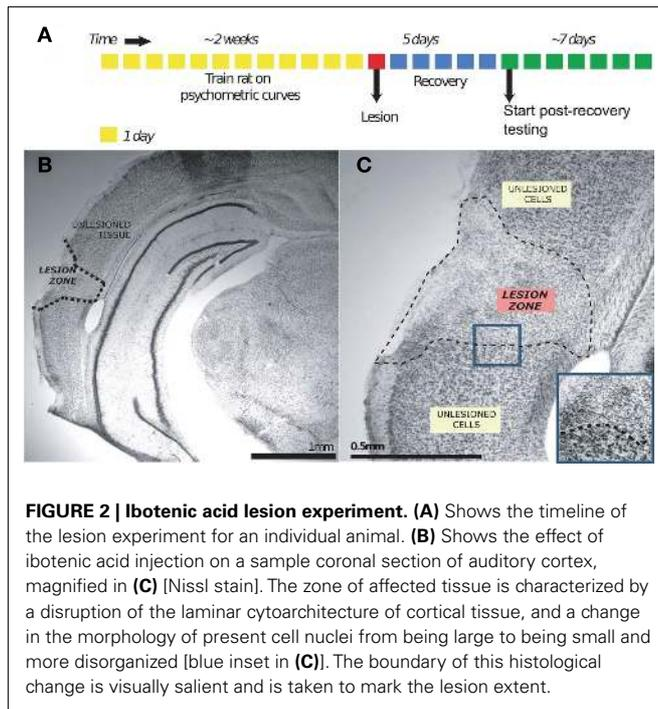 A
Time
~2 weeks
5 days
~7 days
Train rat on
psychometric curves
Recovery
Lesion
Start post-recovery
testing
1 day
B
UNLESIONED
TISSUE
LESION
ZONE
1mm
C
UNLESIONED
CELLS
LESION
ZONE
UNLESIONED
CELLS
0.5mm
FIGURE 2 | Ibotenic acid lesion experiment. (A) Shows the timeline of
the lesion experiment for an individual animal. (B) Shows the effect of
ibotenic acid injection on a sample coronal section of auditory cortex,
magnified in (C) [Nissl stain]. The zone of affected tissue is characterized by
a disruption of the laminar cytoarchitecture of cortical tissue, and a change
in the morphology of present cell nuclei from being large to being small and
more disorganized [blue inset in (C)]. The boundary of this histological
change is visually salient and is taken to mark the lesion extent.